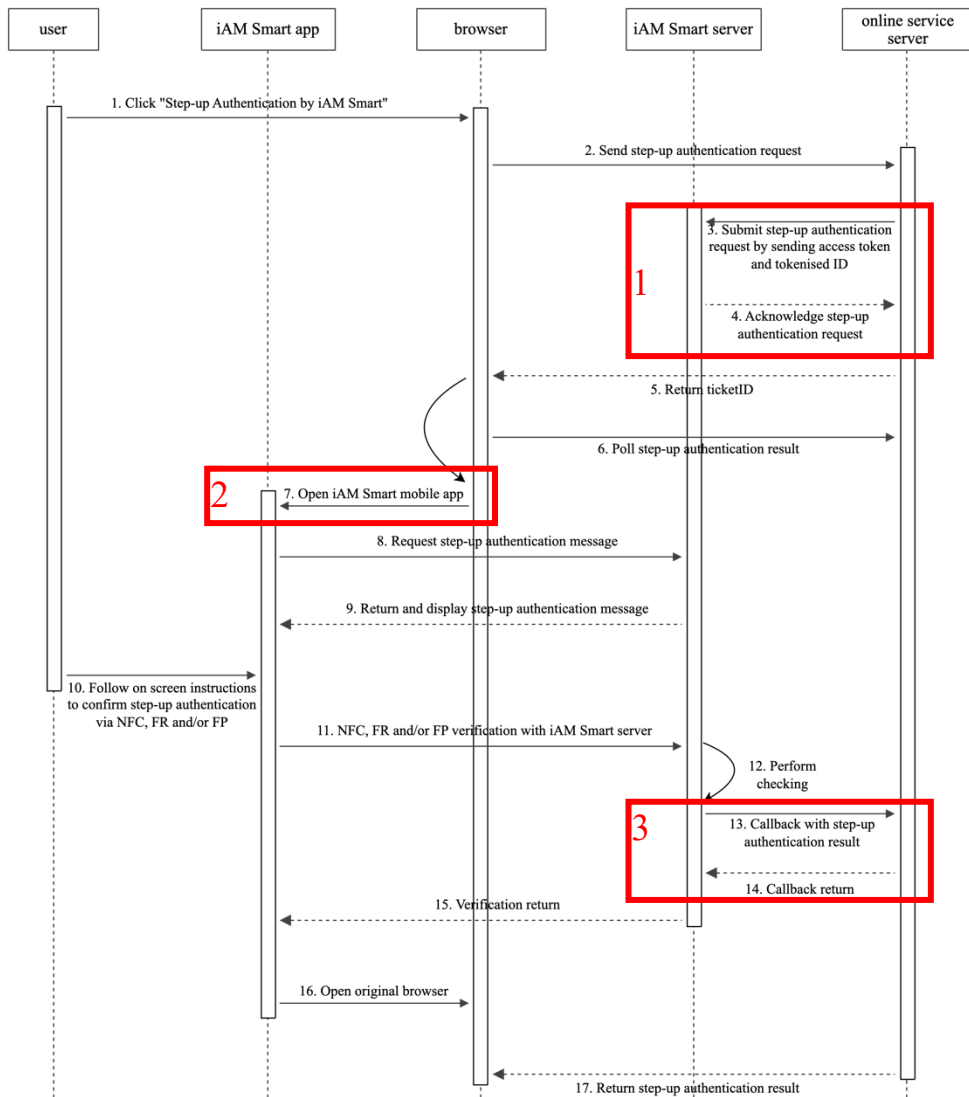 user
iAM Smart app
browser
iAM Smart server
online service
server
1. Click "Step-up Authentication by iAM Smart"
2. Send step-up authentication request
1
3. Submit step-up authentication
request by sending access token
and tokenised ID
4. Acknowledge step-up
authentication request
5. Return ticketID
6. Poll step-up authentication result
2
7. Open iAM Smart mobile app
8. Request step-up authentication message
9. Return and display step-up authentication message
10. Follow on screen instructions
to confirm step-up authentication
via NFC, FR and/or FP
11. NFC, FR and/or FP verification with iAM Smart server
12. Perform
checking
3
13. Callback with step-up
authentication result
14. Callback return
15. Verification return
16. Open original browser
17. Return step-up authentication result